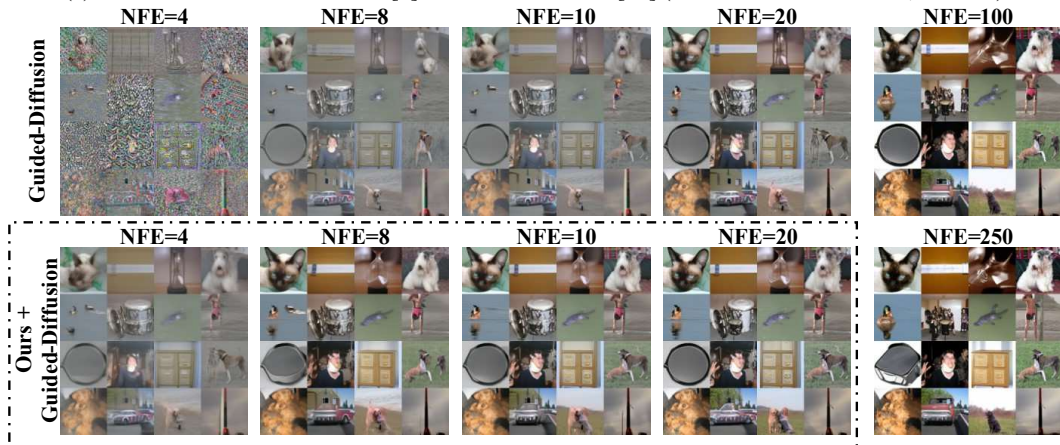 NFE=4 NFE=8 NFE=10 NFE=20 NFE=100
Guided-Diffusion
NFE=4 NFE=8 NFE=10 NFE=20 NFE=250
Ours +
Guided-Diffusion